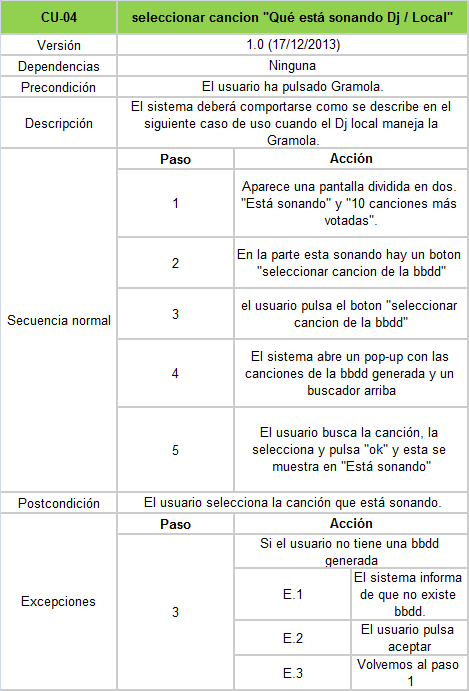 CU-04
seleccionar cancion "Qué está sonando Dj / Local"
Versión
1.0 (17/12/2013)
Dependencias
Ninguna
Precondición
El usuario ha pulsado Gramola.
Descripción
El sistema deberá comportarse como se describe en el
siguiente caso de uso cuando el Dj local maneja la
Gramola.
Secuencia normal
Paso
Acción
1
Aparece una pantalla dividida en dos.
"Está sonando" y "10 canciones más
votadas".
2
En la parte esta sonando hay un boton
"seleccionar cancion de la bbdd"
3
el usuario pulsa el boton "seleccionar
cancion de la bbdd"
4
El sistema abre un pop-up con las
canciones de la bbdd generada y un
buscador arriba
5
El usuario busca la canción, la
selecciona y pulsa "ok" y esta se
muestra en "Está sonando"
Postcondición
El usuario selecciona la canción que está sonando.
Excepciones
Paso
Acción
3
Si el usuario no tiene una bbdd
generada
E.1
El sistema informa
de que no existe
bbdd.
E.2
El usuario pulsa
aceptar
E.3
Volvemos al paso
1